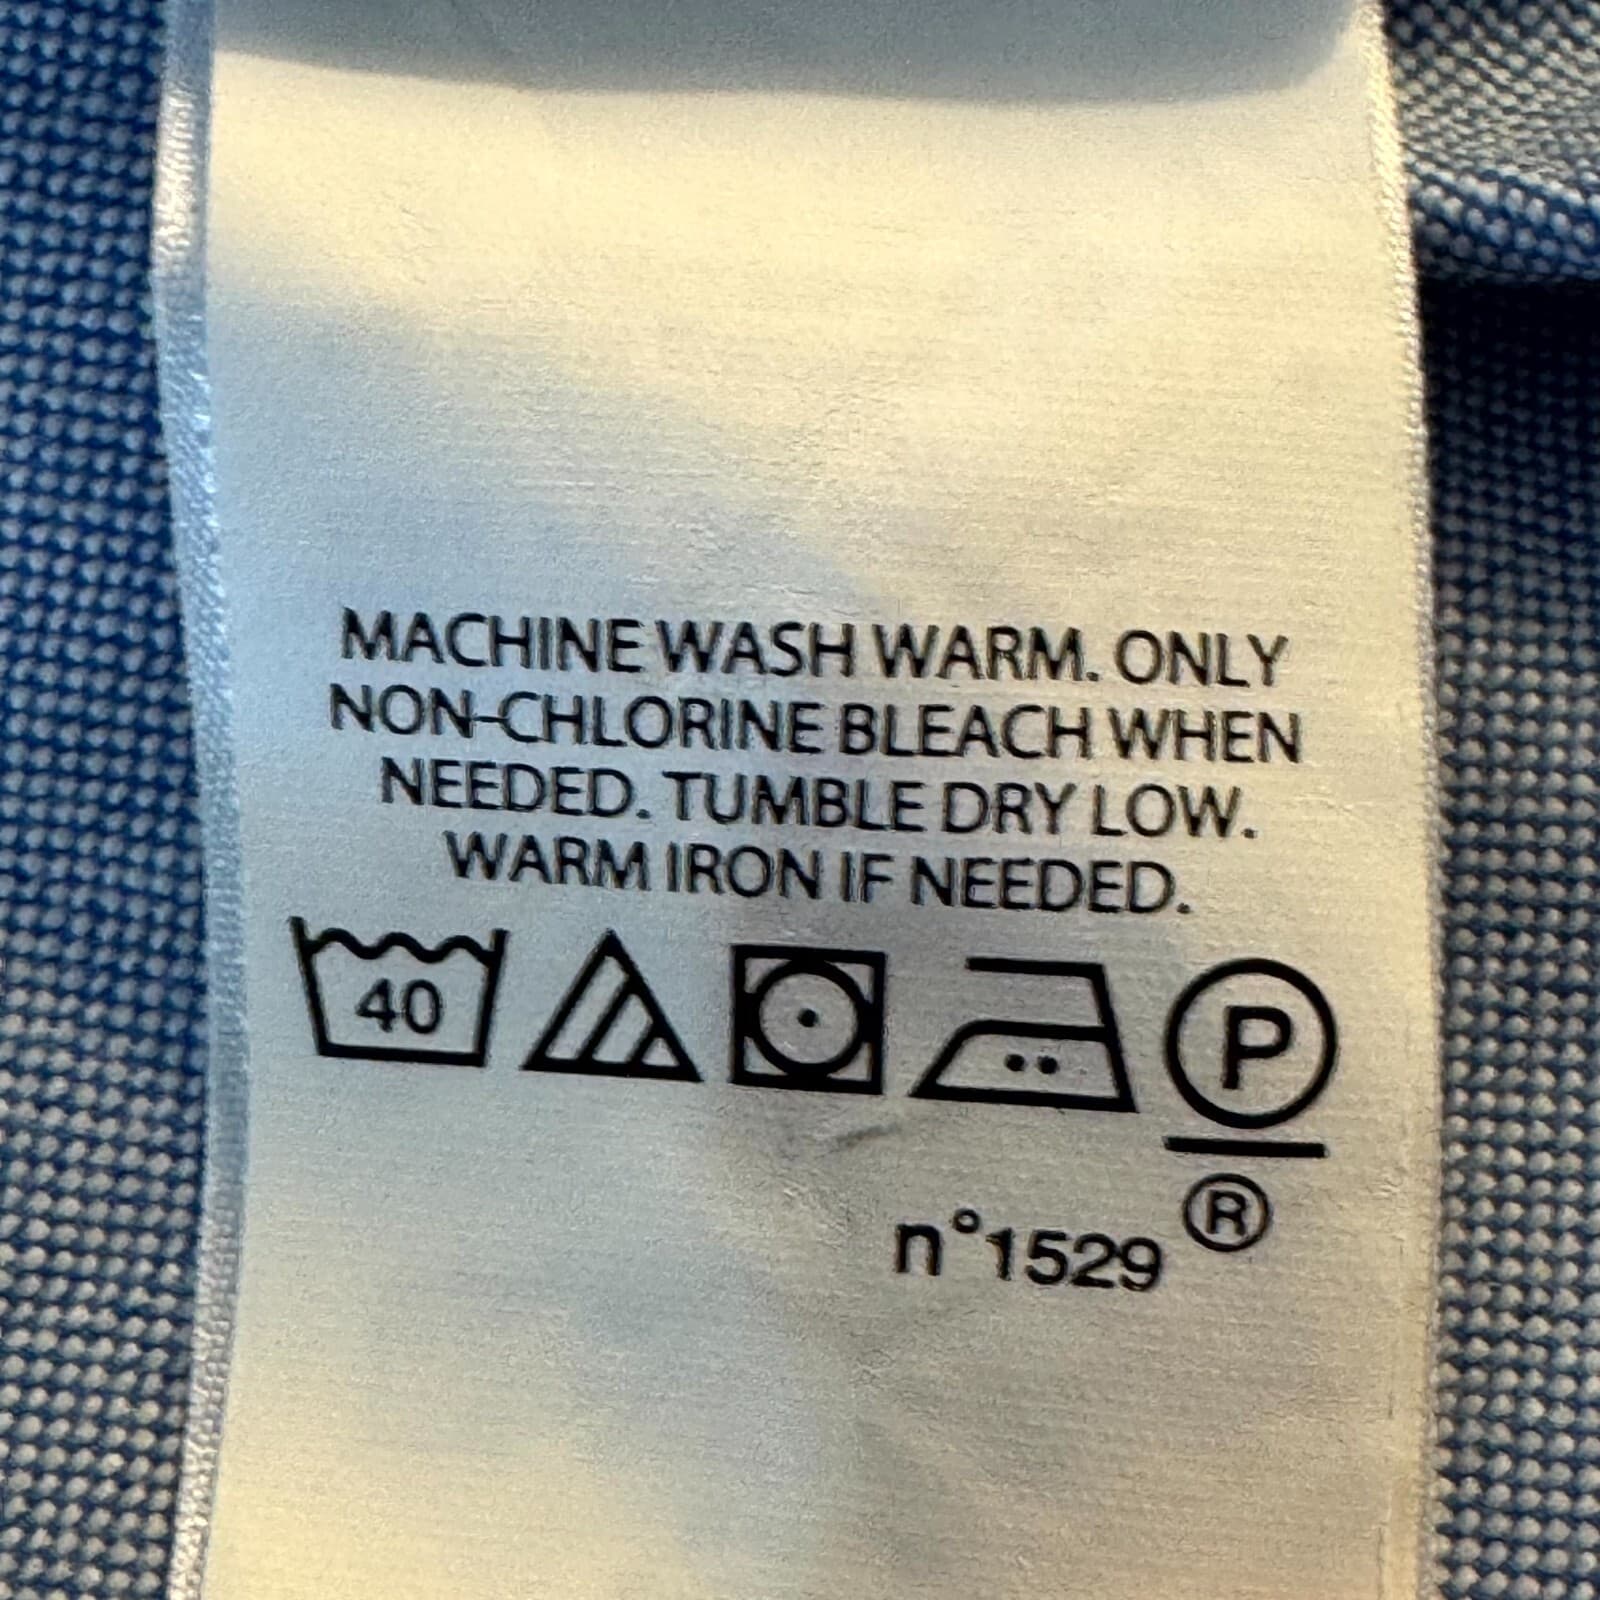 MACHINE WASH WARM. ONLY
NON-CHLORINE BLEACH WHEN
NEEDED. TUMBLE DRY LOW.
WARM IRON IF NEEDED.
40
P
®
n°1529